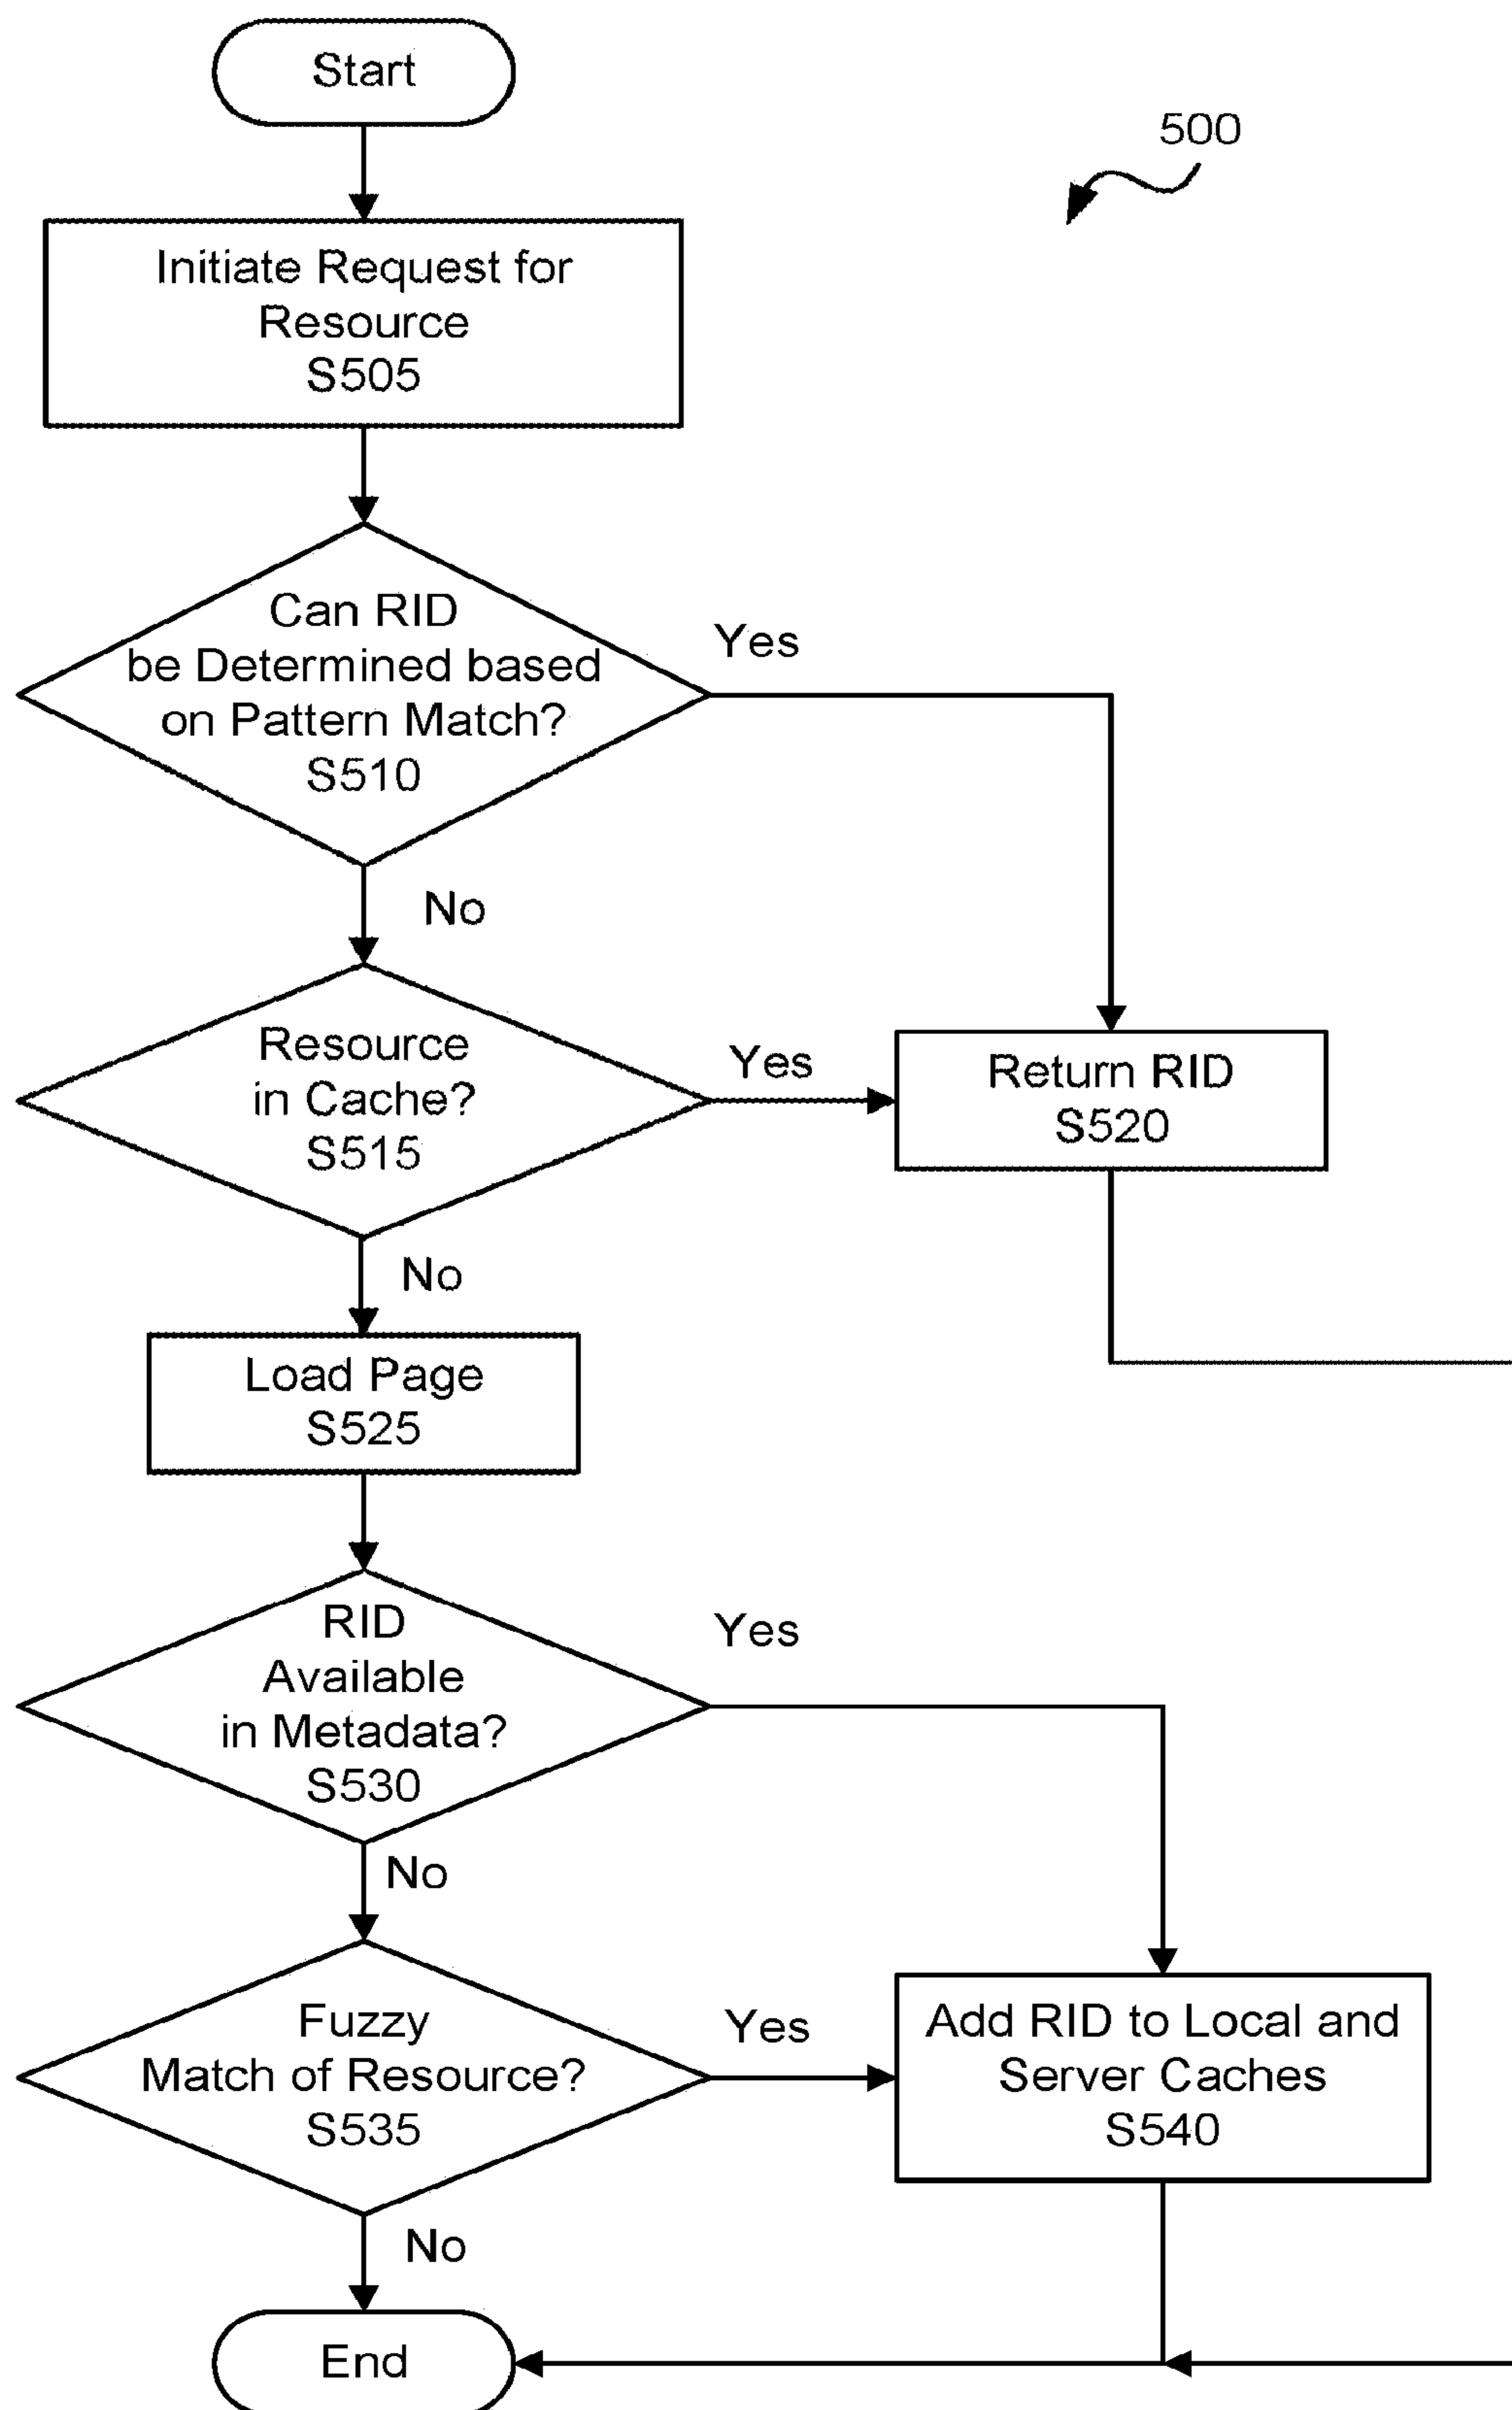 Start
500
Initiate Request for
Resource
S505
Can RID
be Determined based
on Pattern Match?
S510
Yes
No
Resource
in Cache?
S515
Yes
Return RID
S520
No
Load Page
S525
RID
Available
in Metadata?
S530
Yes
No
Fuzzy
Match of Resource?
S535
Yes
Add RID to Local and
Server Caches
S540
No
End